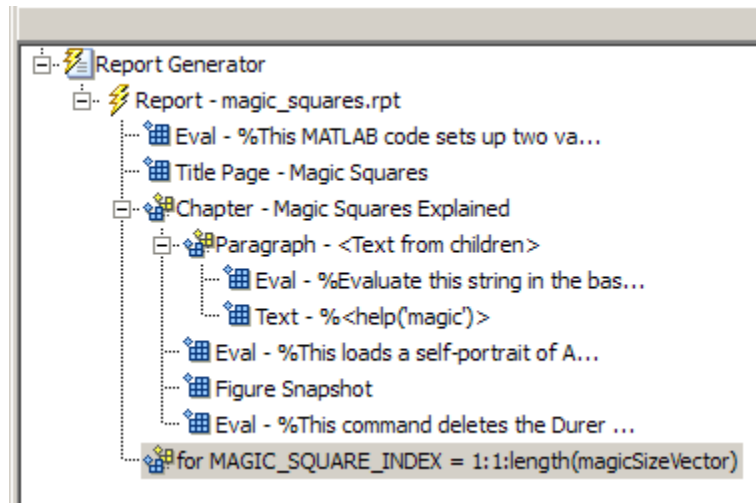 Report Generator
Report - magic_squares.rpt
Eval - %This MATLAB code sets up two va...
Title Page - Magic Squares
Chapter - Magic Squares Explained
Paragraph - <Text from children>
Eval - %Evaluate this string in the bas...
Text - %<help('magic')>
Eval - %This loads a self-portrait of A...
Figure Snapshot
Eval - %This command deletes the Durer ...
for MAGIC_SQUARE_INDEX = 1:1:length(magicSizeVector)